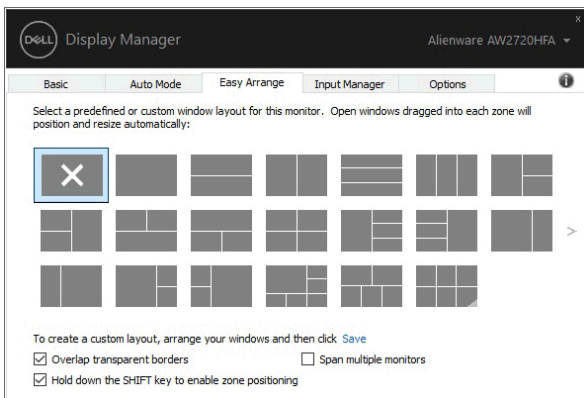 x
DELL Display Manager Alienware AW2720HFA
Basic Auto Mode Easy Arrange Input Manager Options
Select a predefined or custom window layout for this monitor. Open windows dragged into each zone will
position and resize automatically:
To create a custom layout, arrange your windows and then click Save
Overlap transparent borders Span multiple monitors
Hold down the SHIFT key to enable zone positioning